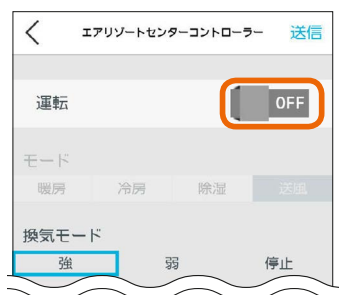 エアリゾートセンターコントローラー 送信
運転 OFF
モード
暖房 冷房 除湿 送風
換気モード
強 弱 停止